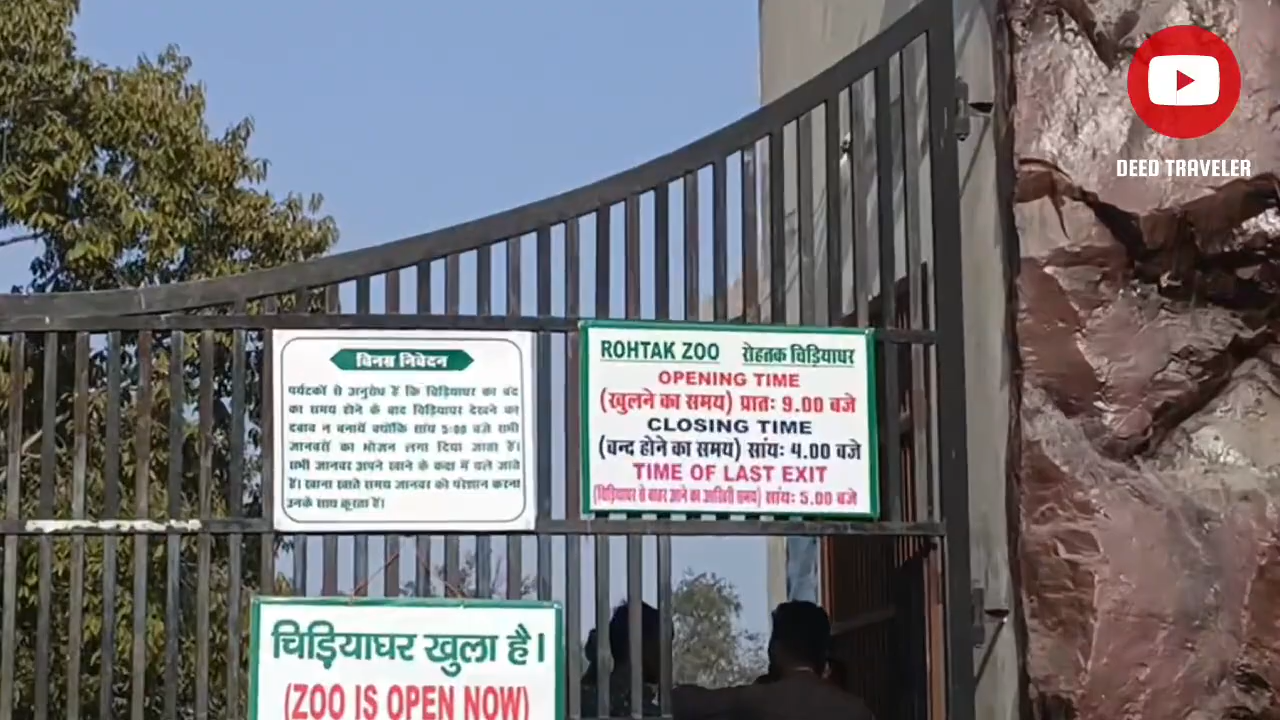 DEED TRAVELER
विनम्र निवेदन
पर्यटकों से अनुरोध है कि चिड़ियाघर का बंद
का समय होने के बाद चिड़ियाघर देखने का
दबाव न बनायें क्योंकि सांय 5:00 बजे सभी
जानवरों का भोजन लगा दिया जाता है।
सभी जानवर अपने खाने के कक्ष में चले जाते
हैं। खाना खाते समय जानवर को परेशान करना
उनके साथ क्रूरता है।
ROHTAK ZOO रोहतक चिड़ियाघर
OPENING TIME
(खुलने का समय) प्रातः 9.00 बजे
CLOSING TIME
(बन्द होने का समय) सांयः 4.00 बजे
TIME OF LAST EXIT
(चिड़ियाघर से बाहर आने का आखिरी समय) सांयः 5.00 बजे
चिड़ियाघर खुला है।
(ZOO IS OPEN NOW)